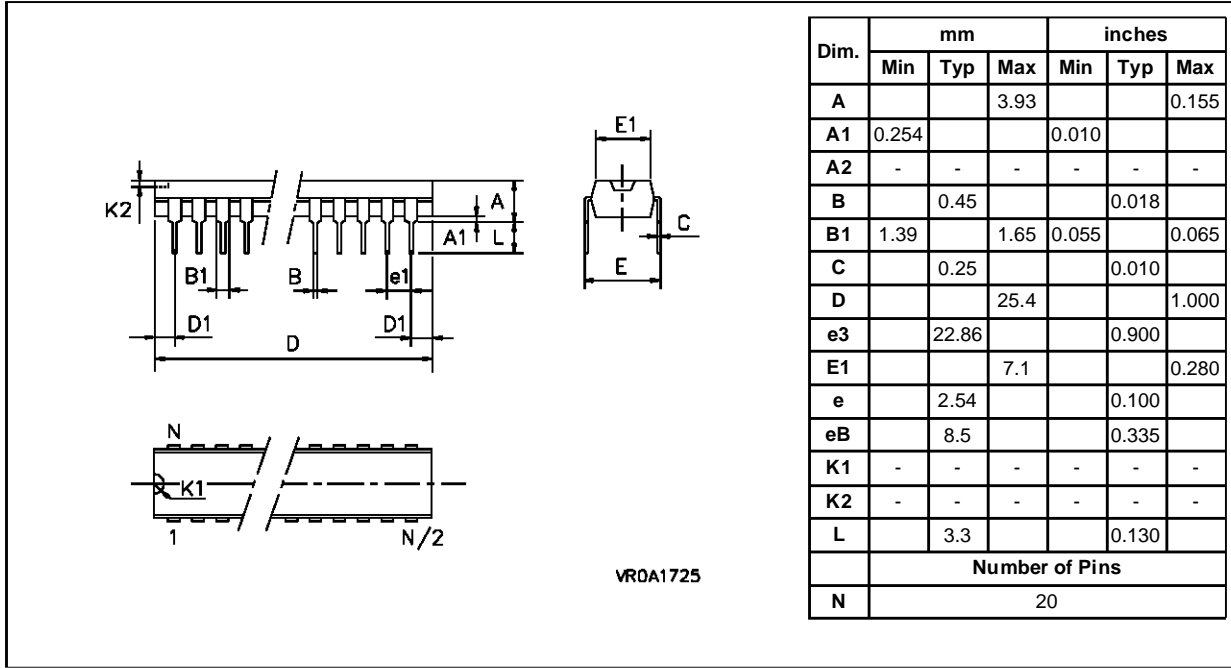 E1
K2
A
A1
L
C
B1
B
e1
E
D1
D1
D
N
K1
1
N/2
VR0A1725
Dim. mm inches
Min Typ Max Min Typ Max
A 3.93 0.155
A1 0.254 0.010
A2 - - - - - -
B 0.45 0.018
B1 1.39 1.65 0.055 0.065
C 0.25 0.010
D 25.4 1.000
e3 22.86 0.900
E1 7.1 0.280
e 2.54 0.100
eB 8.5 0.335
K1 - - - - - -
K2 - - - - - -
L 3.3 0.130
Number of Pins
N 20